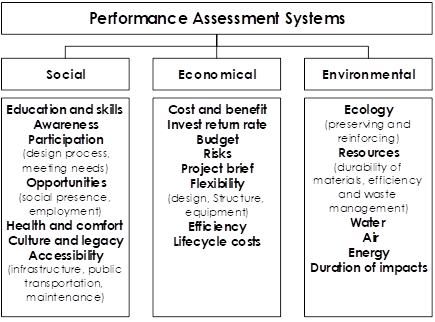 Performance Assessment Systems
Social
Economical
Environmental
Education and skills
Awareness
Participation
(design process,
meeting needs)
Opportunities
(social presence,
employment)
Health and comfort
Culture and legacy
Accessibility
(infrastructure, public
transportation,
maintenance)
Cost and benefit
Invest return rate
Budget
Risks
Project brief
Flexibility
(design, Structure,
equipment)
Efficiency
Lifecycle costs
Ecology
(preserving and
reinforcing)
Resources
(durability of
materials, efficiency
and waste
management)
Water
Air
Energy
Duration of impacts